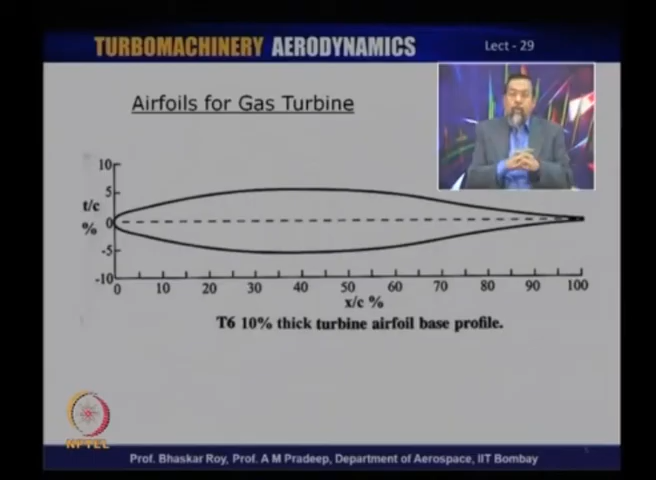 TURBOMACHINERY AERODYNAMICS
Lect - 29
Airfoils for Gas Turbine
10
5
t/c
0
%
-5
-10
0 10 20 30 40 50 60 70 80 90 100
x/c %
T6 10% thick turbine airfoil base profile.
NPTEL
Prof. Bhaskar Roy, Prof. A M Pradeep, Department of Aerospace, IIT Bombay